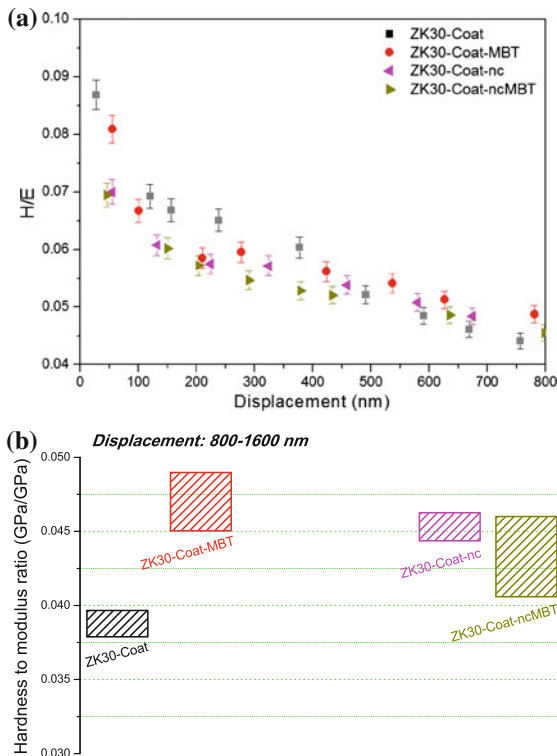 (a)
0.10
0.09
0.08
0.07
0.06
0.05
0.04
H/E
ZK30-Coat
ZK30-Coat-MBT
ZK30-Coat-nc
ZK30-Coat-ncMBT
0 100 200 300 400 500 600 700 800
Displacement (nm)
(b)
Displacement: 800-1600 nm
Hardness to modulus ratio (GPa/GPa)
0.050
0.045
0.040
0.035
0.030
ZK30-Coat-MBT
ZK30-Coat-nc
ZK30-Coat-ncMBT
ZK30-Coat